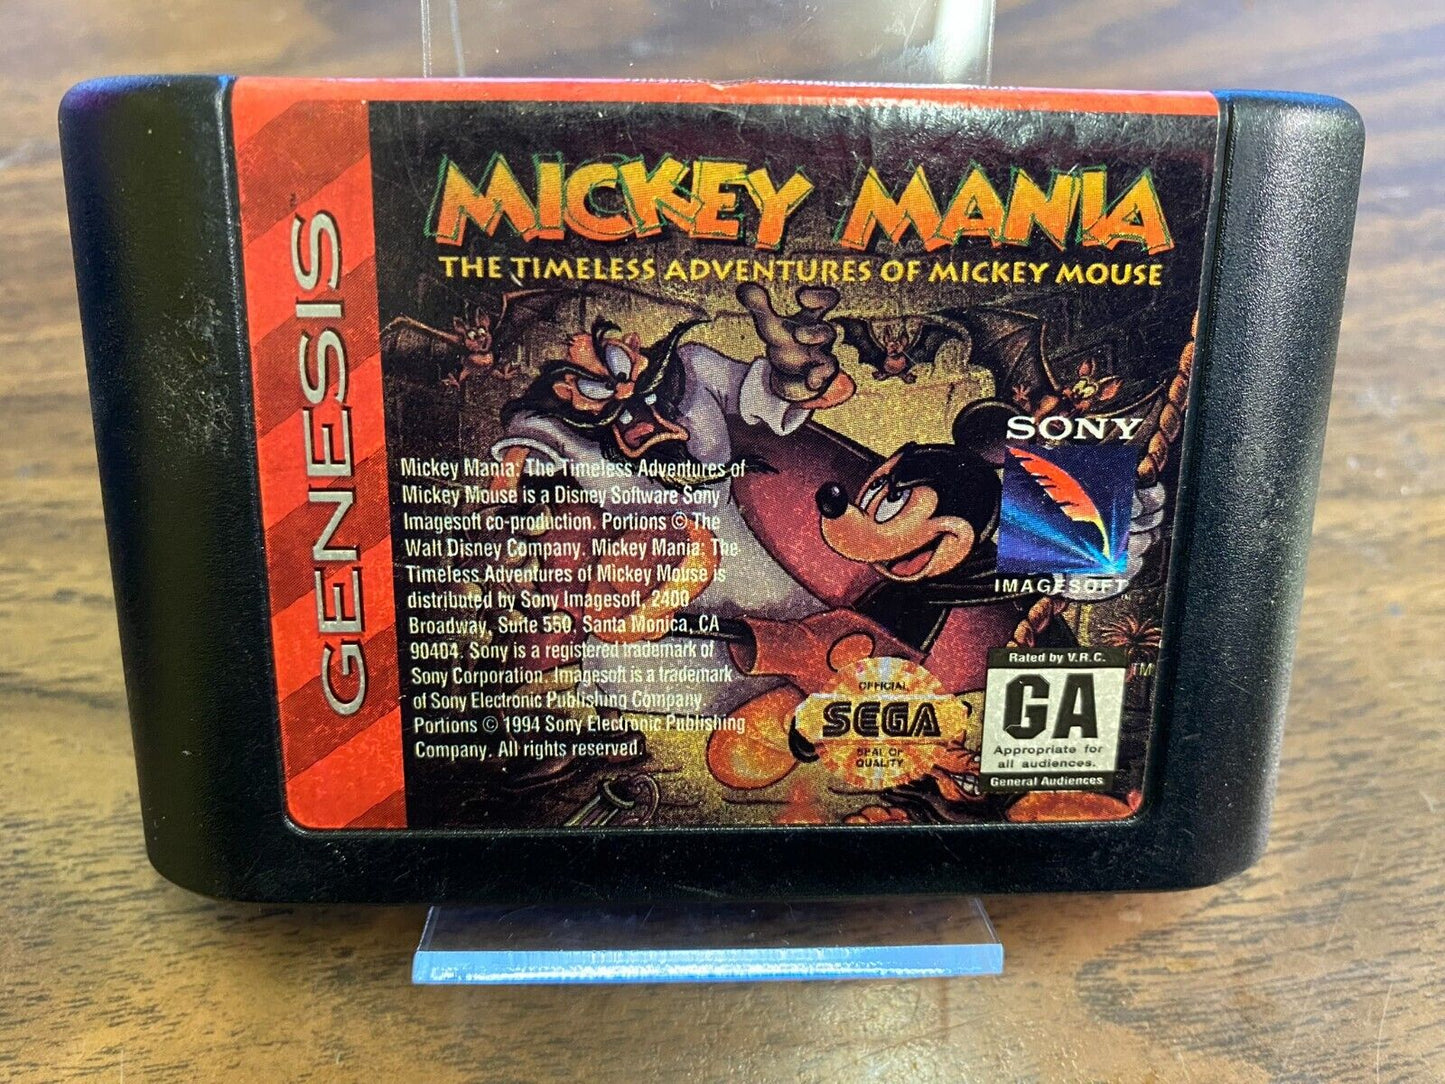 GENESIS
MICKEY MANIA
THE TIMELESS ADVENTURES OF MICKEY MOUSE
Mickey Mania: The Timeless Adventures of
Mickey Mouse is a Disney Software Sony
Imagesoft co-production. Portions © The
Walt Disney Company. Mickey Mania: The
Timeless Adventures of Mickey Mouse is
distributed by Sony Imagesoft, 2400
Broadway, Suite 550, Santa Monica, CA
90404. Sony is a registered trademark of
Sony Corporation. Imagesoft is a trademark
of Sony Electronic Publishing Company.
Portions © 1994 Sony Electronic Publishing
Company. All rights reserved.
SONY
IMAGESOFT™
OFFICIAL
SEGA
SEAL OF
QUALITY
Rated by V.R.C.
GA™
Appropriate for
all audiences.
General Audiences